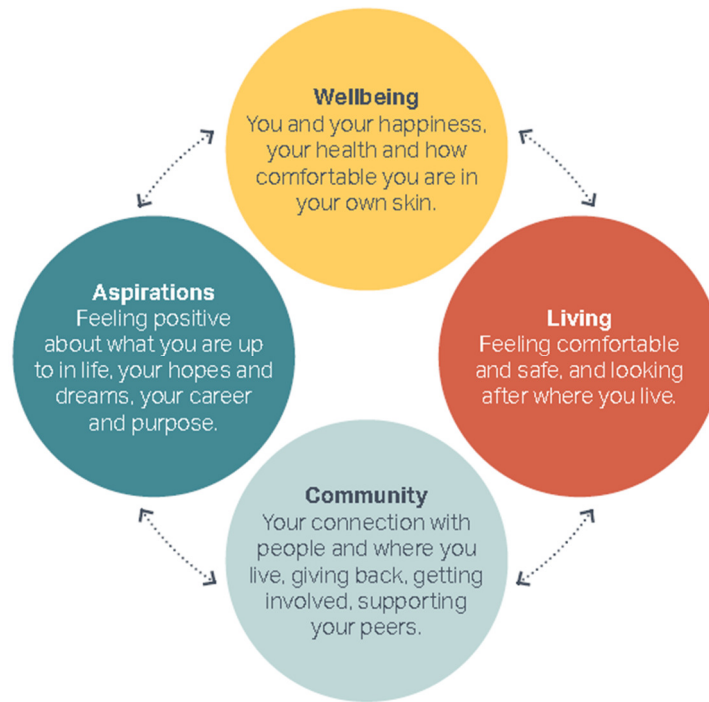 Wellbeing
You and your happiness,
your health and how
comfortable you are in
your own skin.
Aspirations
Feeling positive
about what you are up
to in life, your hopes and
dreams, your career
and purpose.
Living
Feeling comfortable
and safe, and looking
after where you live.
Community
Your connection with
people and where you
live, giving back, getting
involved, supporting
your peers.